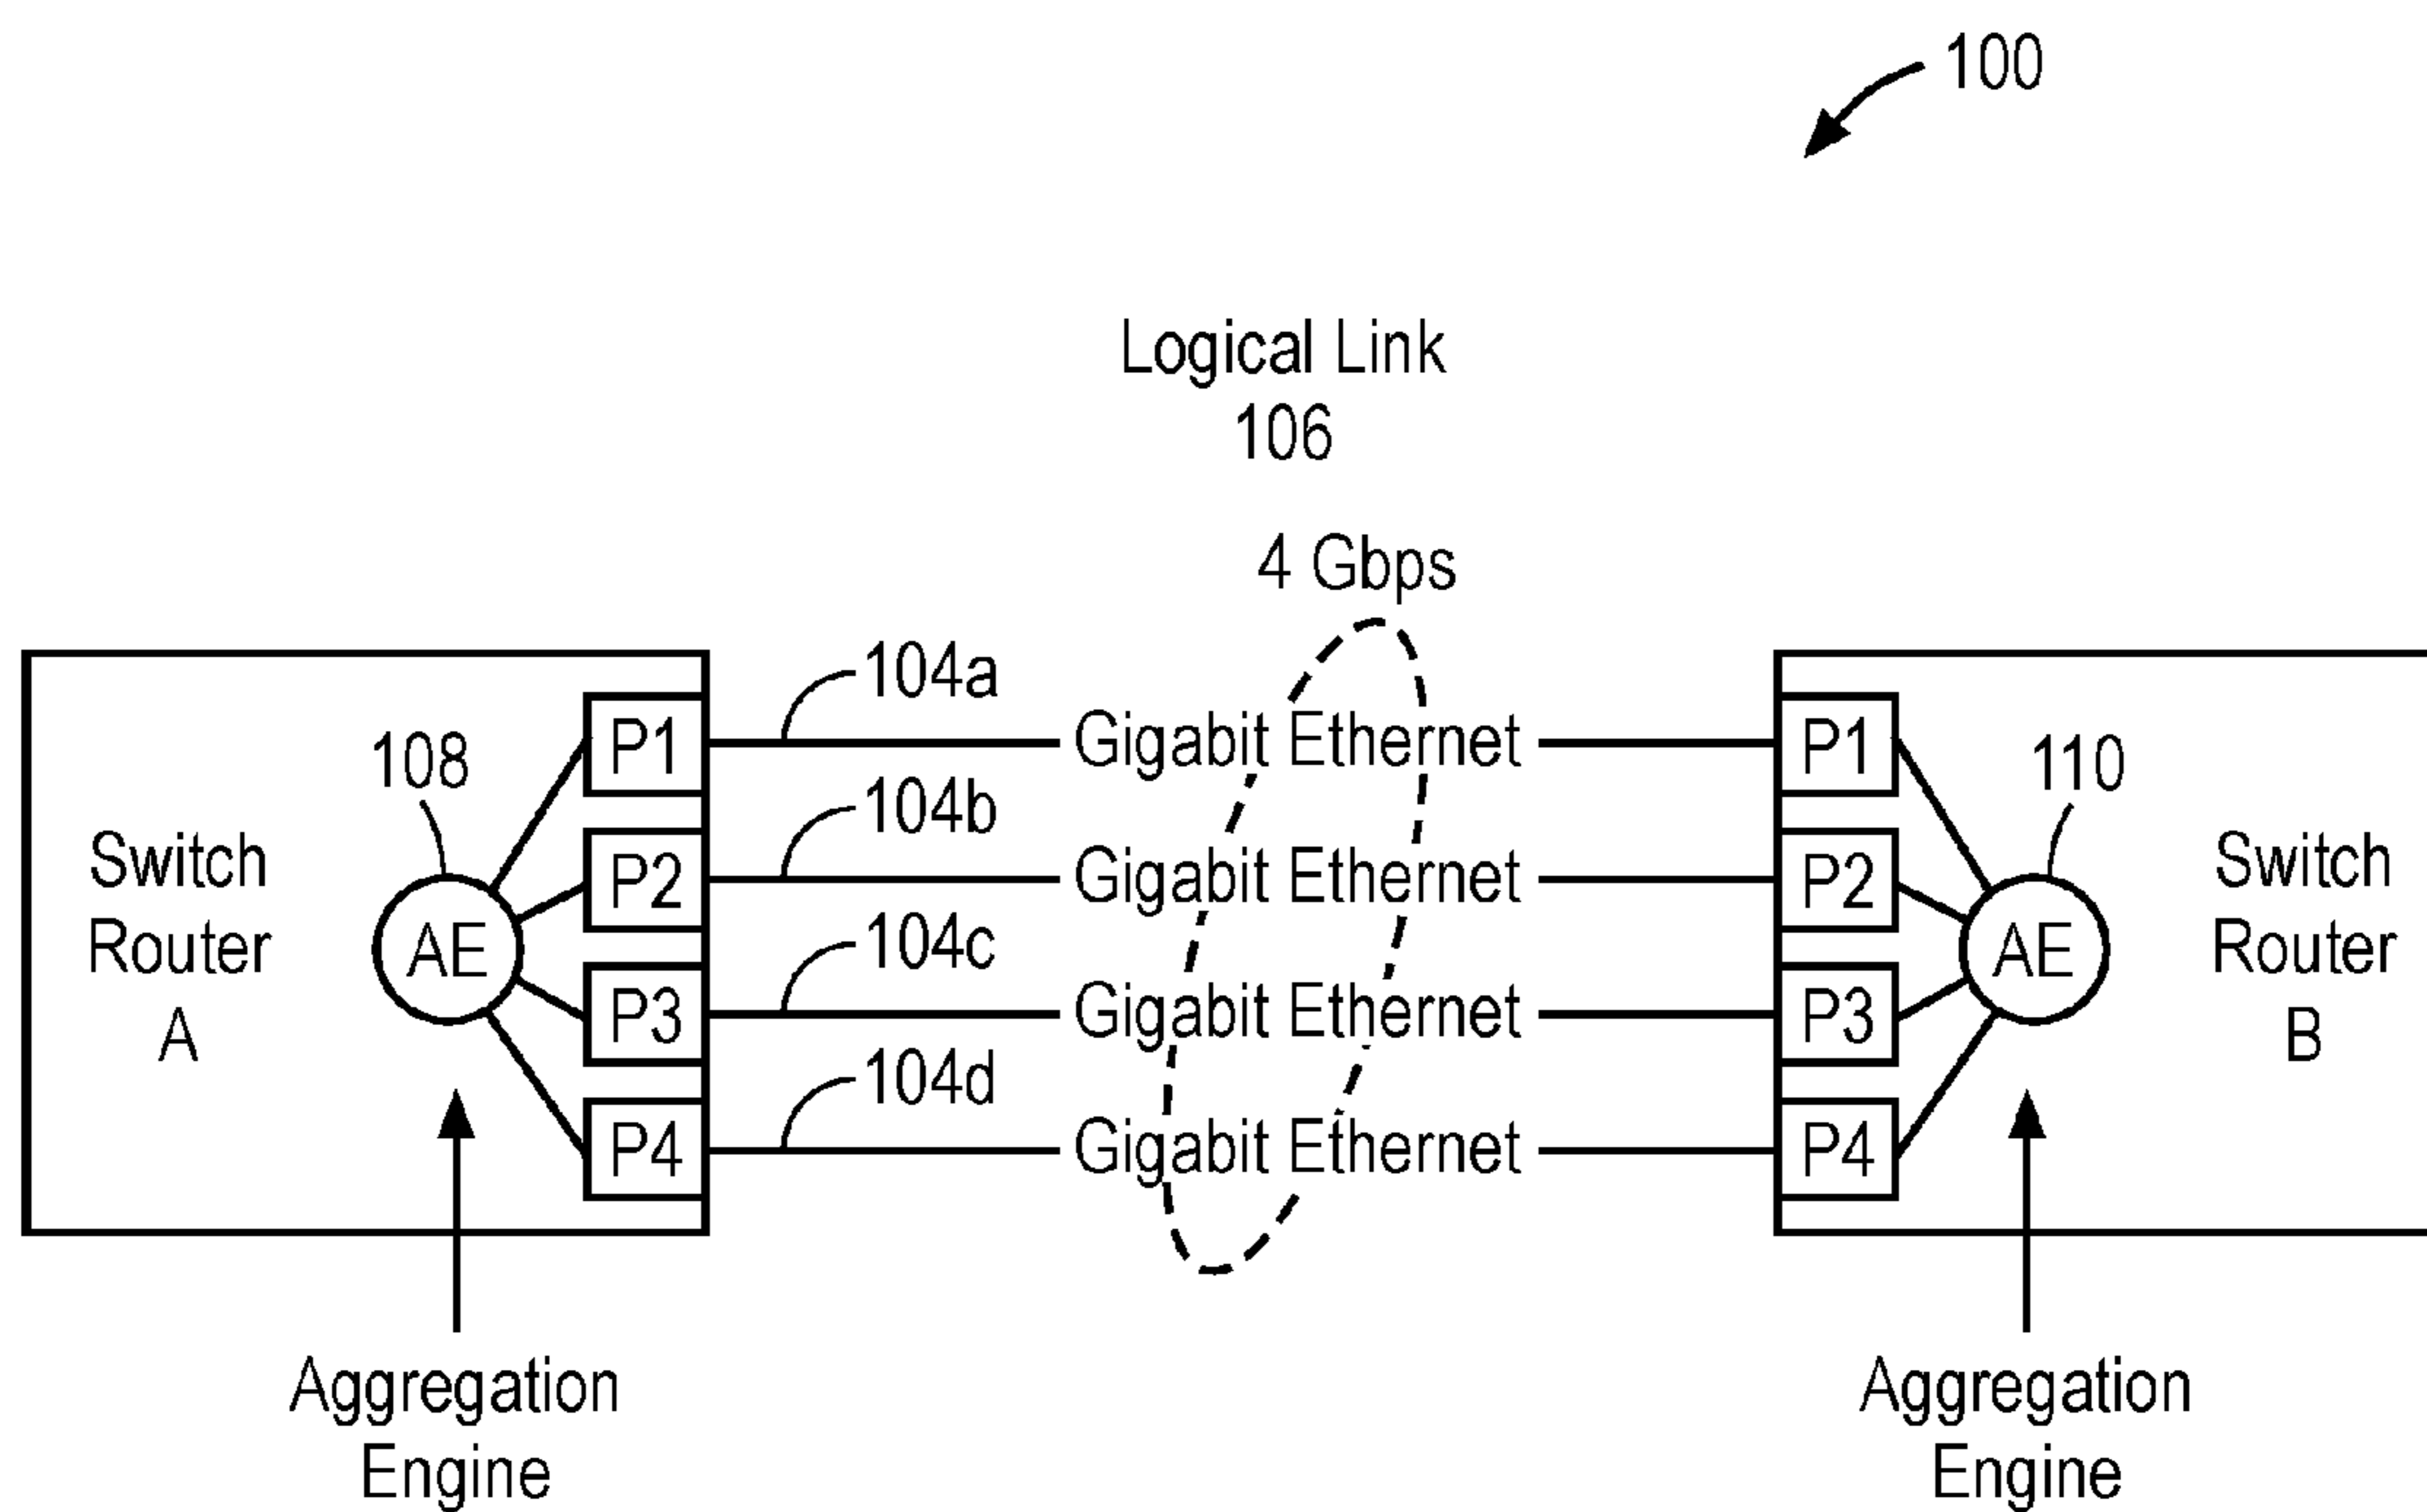 100
Logical Link
106
4 Gbps
104a
P1
Gigabit Ethernet
P1
108
110
104b
Switch
Router
A
P2
Gigabit Ethernet
P2
Switch
Router
B
AE
AE
104c
P3
Gigabit Ethernet
P3
104d
P4
Gigabit Ethernet
P4
Aggregation
Engine
Aggregation
Engine